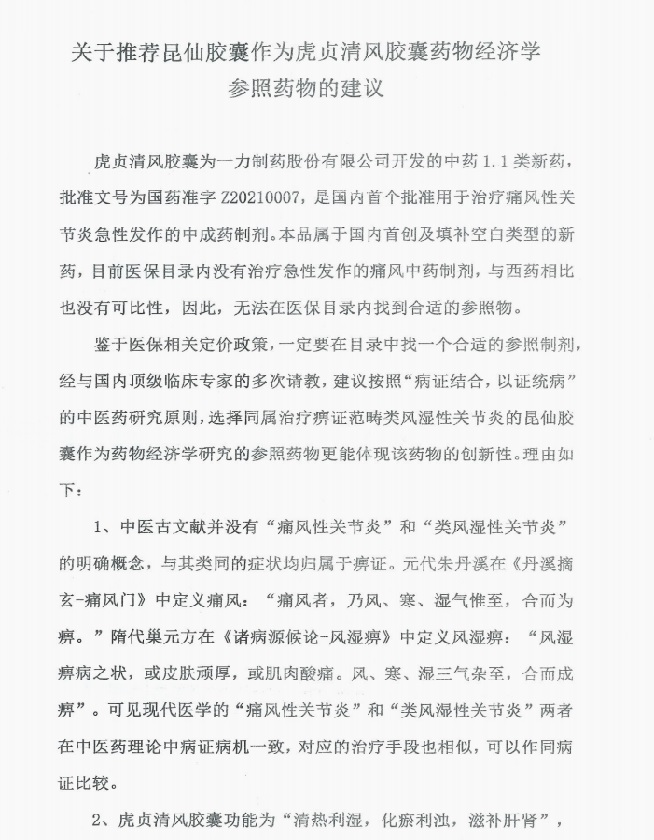 关于推荐昆仙胶囊作为虎贞清风胶囊药物经济学
参照药物的建议
虎贞清风胶囊为一力制药股份有限公司开发的中药1.1类新药，
批准文号为国药准字Z20210007，是国内首个批准用于治疗痛风性关
节炎急性发作的中成药制剂。本品属于国内首创及填补空白类型的新
药，目前医保目录内没有治疗急性发作的痛风中药制剂，与西药相比
也没有可比性，因此，无法在医保目录内找到合适的参照物。
鉴于医保相关定价政策，一定要在目录中找一个合适的参照制剂，
经与国内顶级临床专家的多次请教，建议按照“病证结合，以证统病”
的中医药研究原则，选择同属治疗痹证范畴类风湿性关节炎的昆仙胶
囊作为药物经济学研究的参照药物更能体现该药物的创新性。理由如
下：
1、中医古文献并没有“痛风性关节炎”和“类风湿性关节炎”
的明确概念，与其类同的症状均归属于痹证。元代朱丹溪在《丹溪摘
玄-痛风门》中定义痛风：“痛风者，乃风、寒、湿气惟至，合而为
痹。”隋代巢元方在《诸病源候论-风湿痹》中定义风湿痹：“风湿
痹病之状，或皮肤顽厚，或肌肉酸痛。风、寒、湿三气杂至，合而成
痹”。可见现代医学的“痛风性关节炎”和“类风湿性关节炎”两者
在中医药理论中病证病机一致，对应的治疗手段也相似，可以作同病
证比较。
2、虎贞清风胶囊功能为“清热利湿，化瘀利浊，滋补肝肾”，